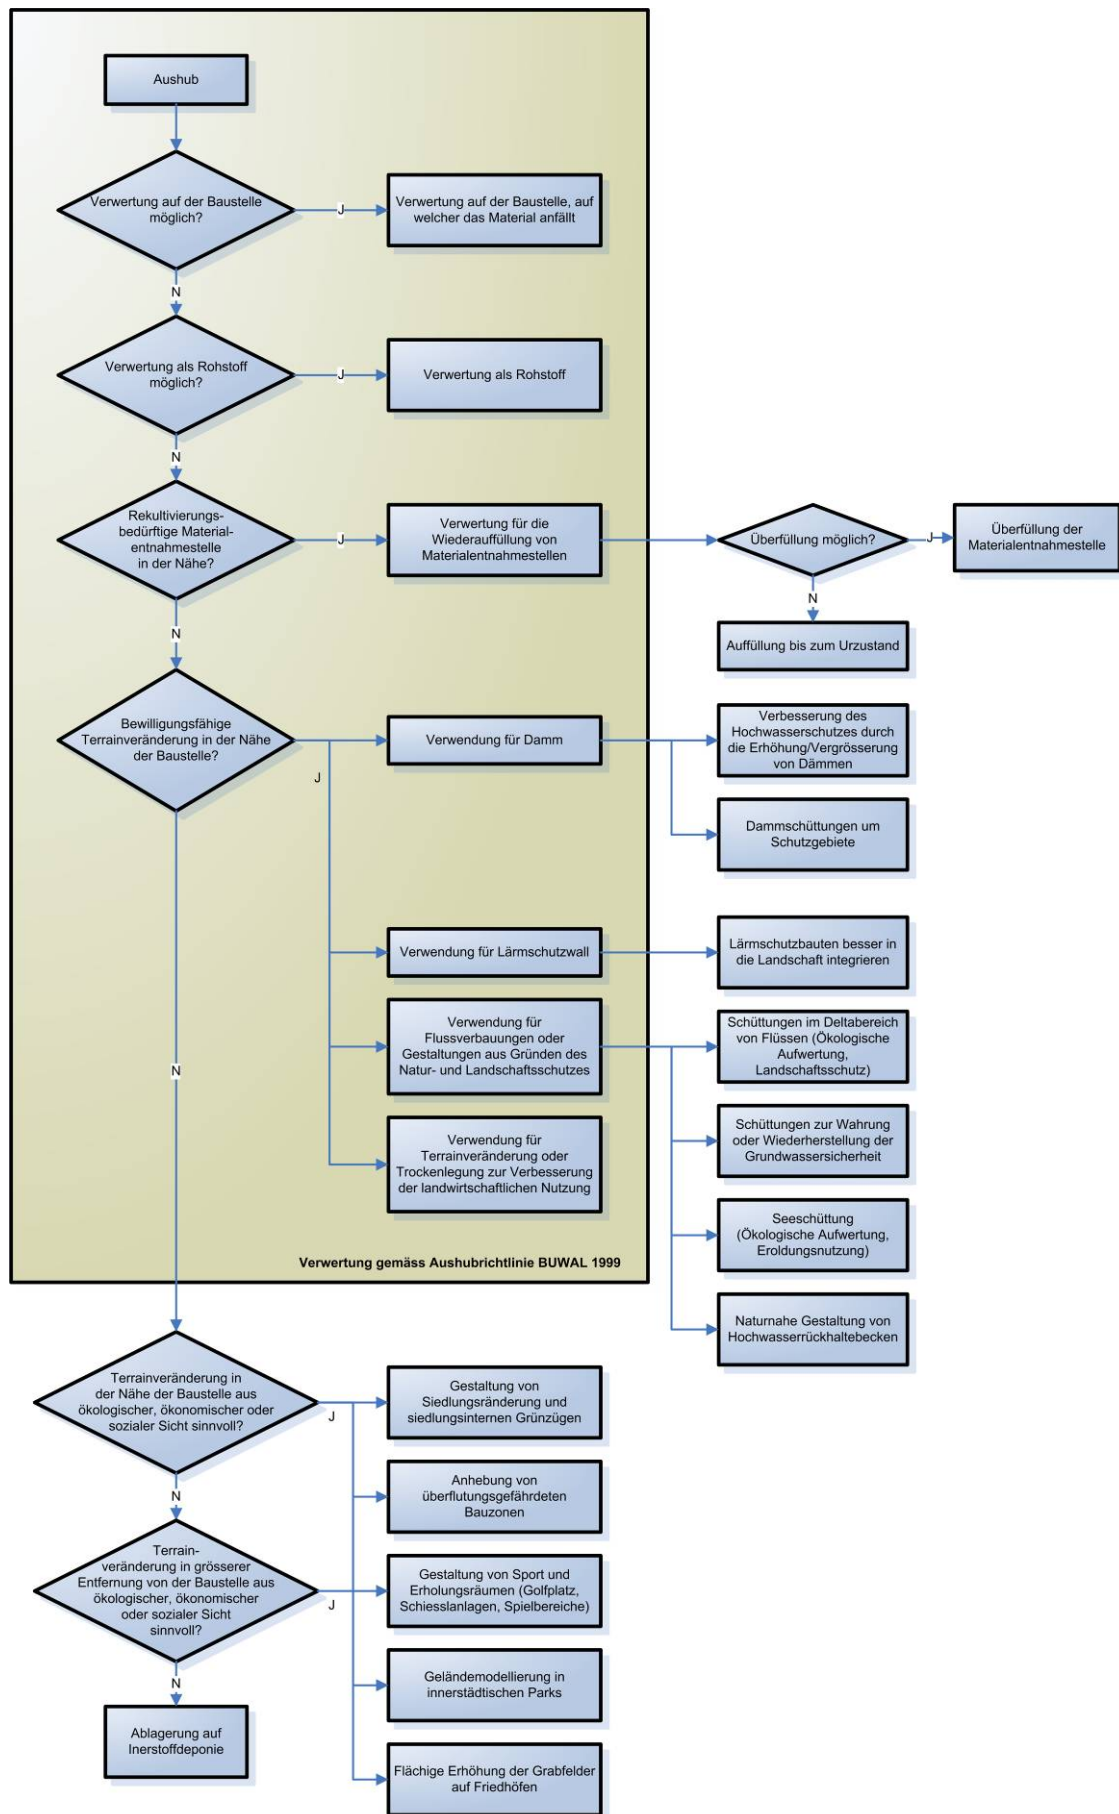 Aushub
Verwertung auf der Baustelle
möglich?
J
Verwertung auf der Baustelle, auf
welcher das Material anfällt
N
Verwertung als Rohstoff
möglich?
J
Verwertung als Rohstoff
N
Rekultivierungs-
bedürftige Material-
entnahmestelle
in der Nähe?
J
Verwertung für die
Wiederauffüllung von
Materialentnahmestellen
Überfüllung möglich?
J
Überfüllung der
Materialentnahmestelle
N
Auffüllung bis zum Urzustand
N
Bewilligungsfähige
Terrainveränderung in der Nähe
der Baustelle?
J
Verwendung für Damm
Verbesserung des
Hochwasserschutzes durch
die Erhöhung/Vergrösserung
von Dämmen
Dammschüttungen um
Schutzgebiete
Verwendung für Lärmschutzwall
Lärmschutzbauten besser in
die Landschaft integrieren
Verwendung für
Flussverbauungen oder
Gestaltungen aus Gründen des
Natur- und Landschaftsschutzes
Schüttungen im Deltabereich
von Flüssen (Ökologische
Aufwertung,
Landschaftsschutz)
N
Schüttungen zur Wahrung
oder Wiederherstellung der
Grundwassersicherheit
Verwendung für
Terrainveränderung oder
Trockenlegung zur Verbesserung
der landwirtschaftlichen Nutzung
Seeschüttung
(Ökologische Aufwertung,
Eroldungsnutzung)
Naturnahe Gestaltung von
Hochwasserrückhaltebecken
Verwertung gemäss Aushubrichtlinie BUWAL 1999
Terrainveränderung in
der Nähe der Baustelle aus
ökologischer, ökonomischer oder
sozialer Sicht sinnvoll?
J
Gestaltung von
Siedlungsränderung und
siedlungsinternen Grünzügen
N
Anhebung von
überflutungsgefährdeten
Bauzonen
Terrain-
veränderung in grösserer
Entfernung von der Baustelle aus
ökologischer, ökonomischer
oder sozialer Sicht
sinnvoll?
J
Gestaltung von Sport und
Erholungsräumen (Golfplatz,
Schiesslanlagen, Spielbereiche)
N
Geländemodellierung in
innerstädtischen Parks
Ablagerung auf
Inerstoffdeponie
Flächige Erhöhung der Grabfelder
auf Friedhöfen